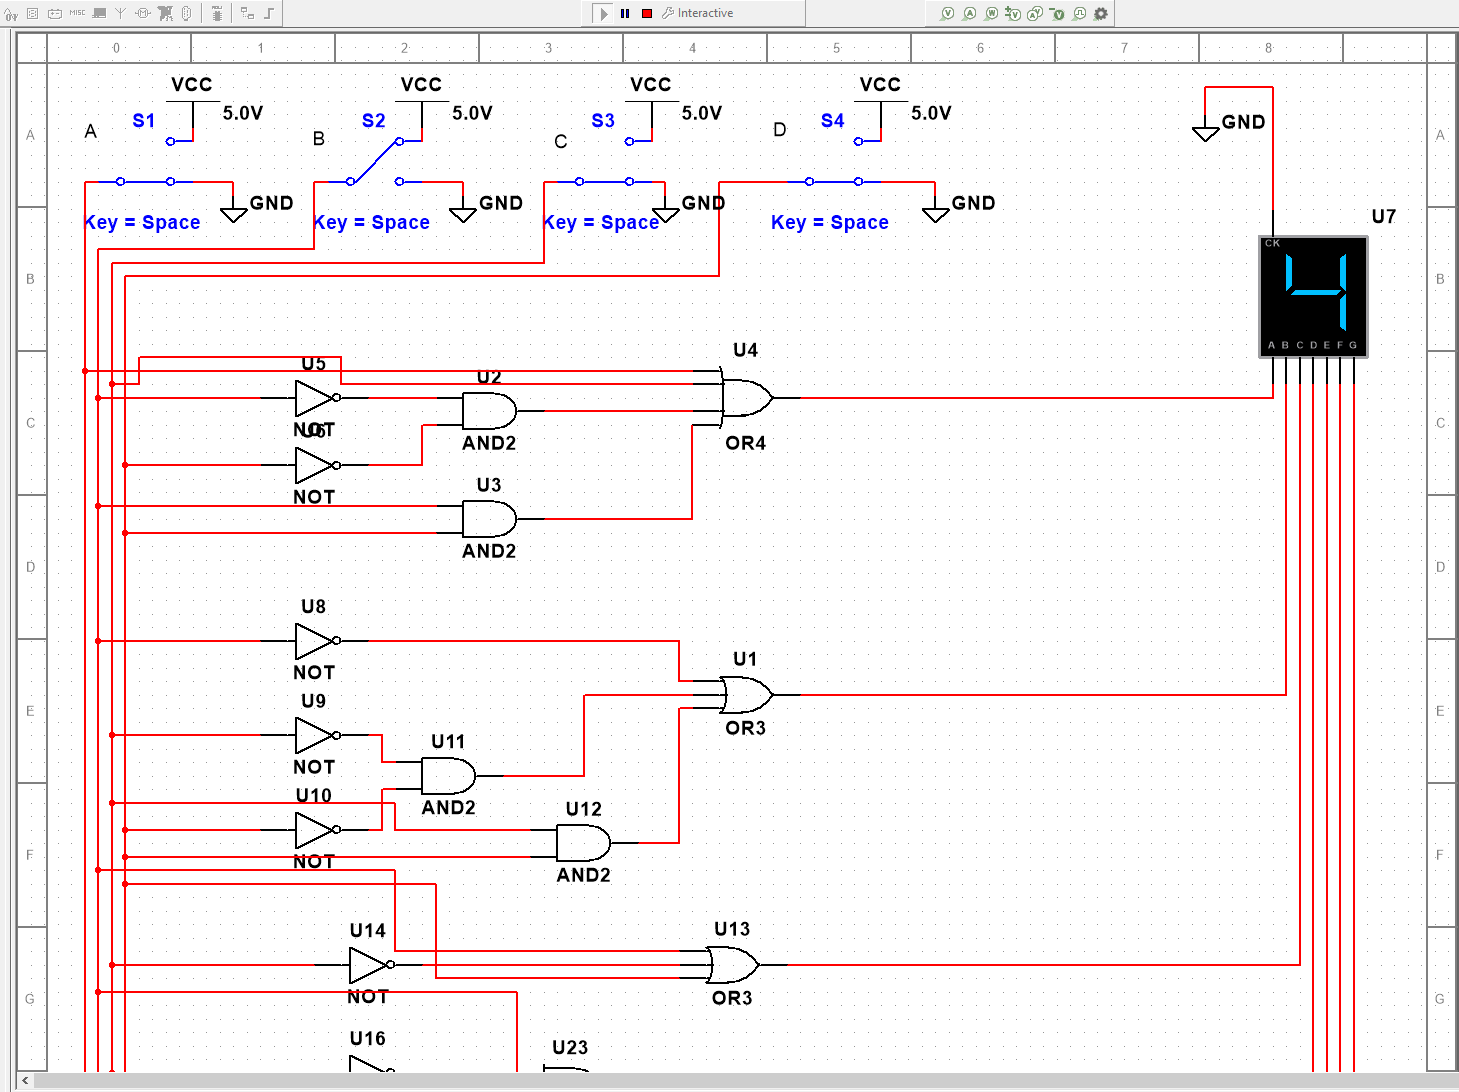 MISC
Interactive
0 1 2 3 4 5 6 7 8
VCC VCC VCC VCC
5.0V 5.0V 5.0V 5.0V
A S1 B S2 C S3 D S4
GND
A A
GND GND GND GND
Key = Space Key = Space Key = Space Key = Space
U7
CK
B B
A B C D E F G
U4
U5
U2
C C
NOT
U6
AND2 OR4
U3
NOT
AND2
D D
U8
U1
NOT
U9
E E
OR3
U11
NOT
U10
AND2 U12
F F
NOT
AND2
U14 U13
NOT OR3
G G
U16 U23